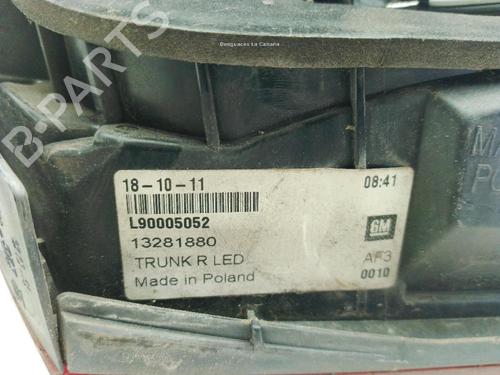 Desguaces La Cabaña
B-PARTS
18-10-11 08:41
L90005052
13281880 GM
TRUNK R LED AF3
Made in Poland 0010